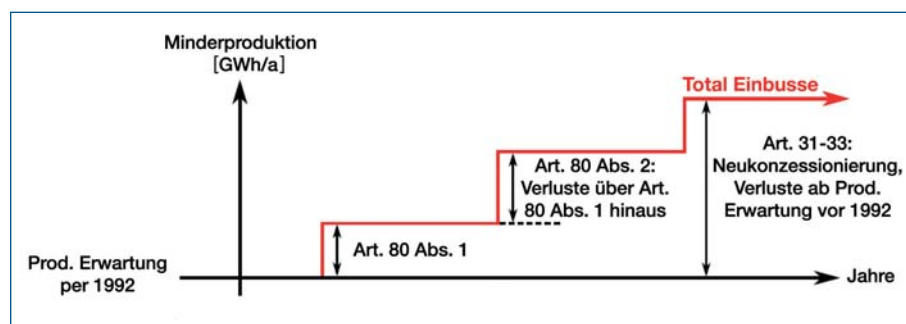 Minderproduktion
[GWh/a]
Total Einbusse
Art. 31-33:
Neukonzessionierung,
Verluste ab Prod.
Erwartung vor 1992
Art. 80 Abs. 2:
Verluste über Art.
80 Abs. 1 hinaus
Art. 80 Abs. 1
Prod. Erwartung
per 1992
Jahre